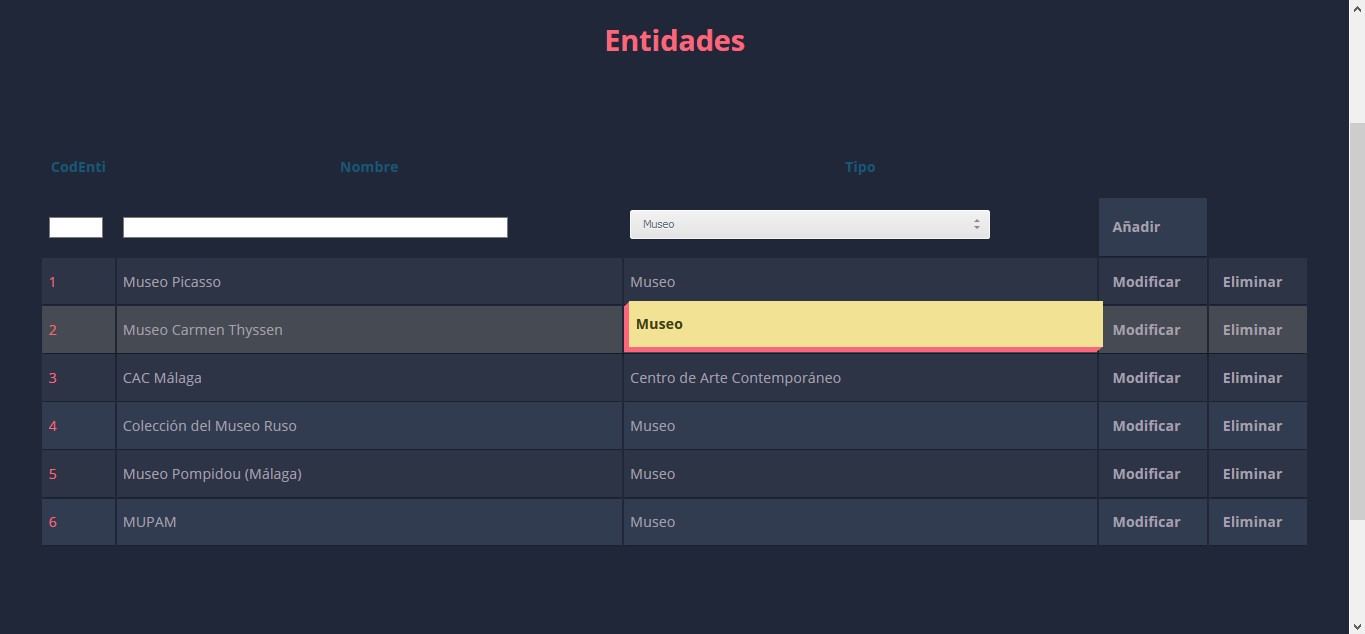 Entidades
CodEnti Nombre Tipo
Museo Añadir
1 Museo Picasso Museo Modificar Eliminar
2 Museo Carmen Thyssen Museo Modificar Eliminar
3 CAC Málaga Centro de Arte Contemporáneo Modificar Eliminar
4 Colección del Museo Ruso Museo Modificar Eliminar
5 Museo Pompidou (Málaga) Museo Modificar Eliminar
6 MUPAM Museo Modificar Eliminar